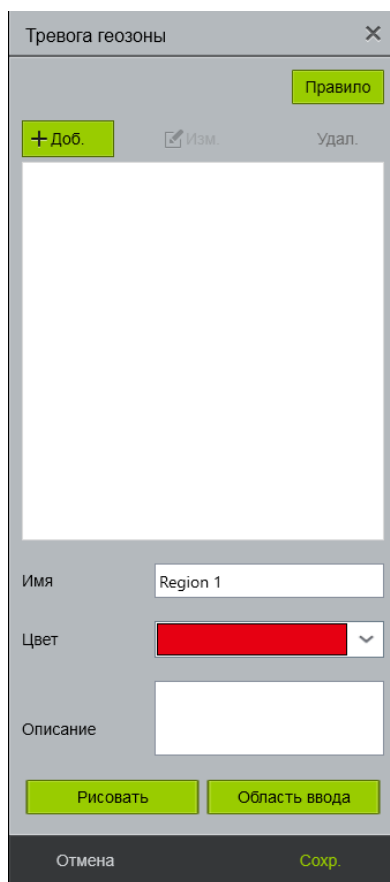 Тревога геозоны
Правило
Доб. Изм. Удал.
Имя Region 1
Цвет
Описание
Рисовать Область ввода
Отмена Сохр.